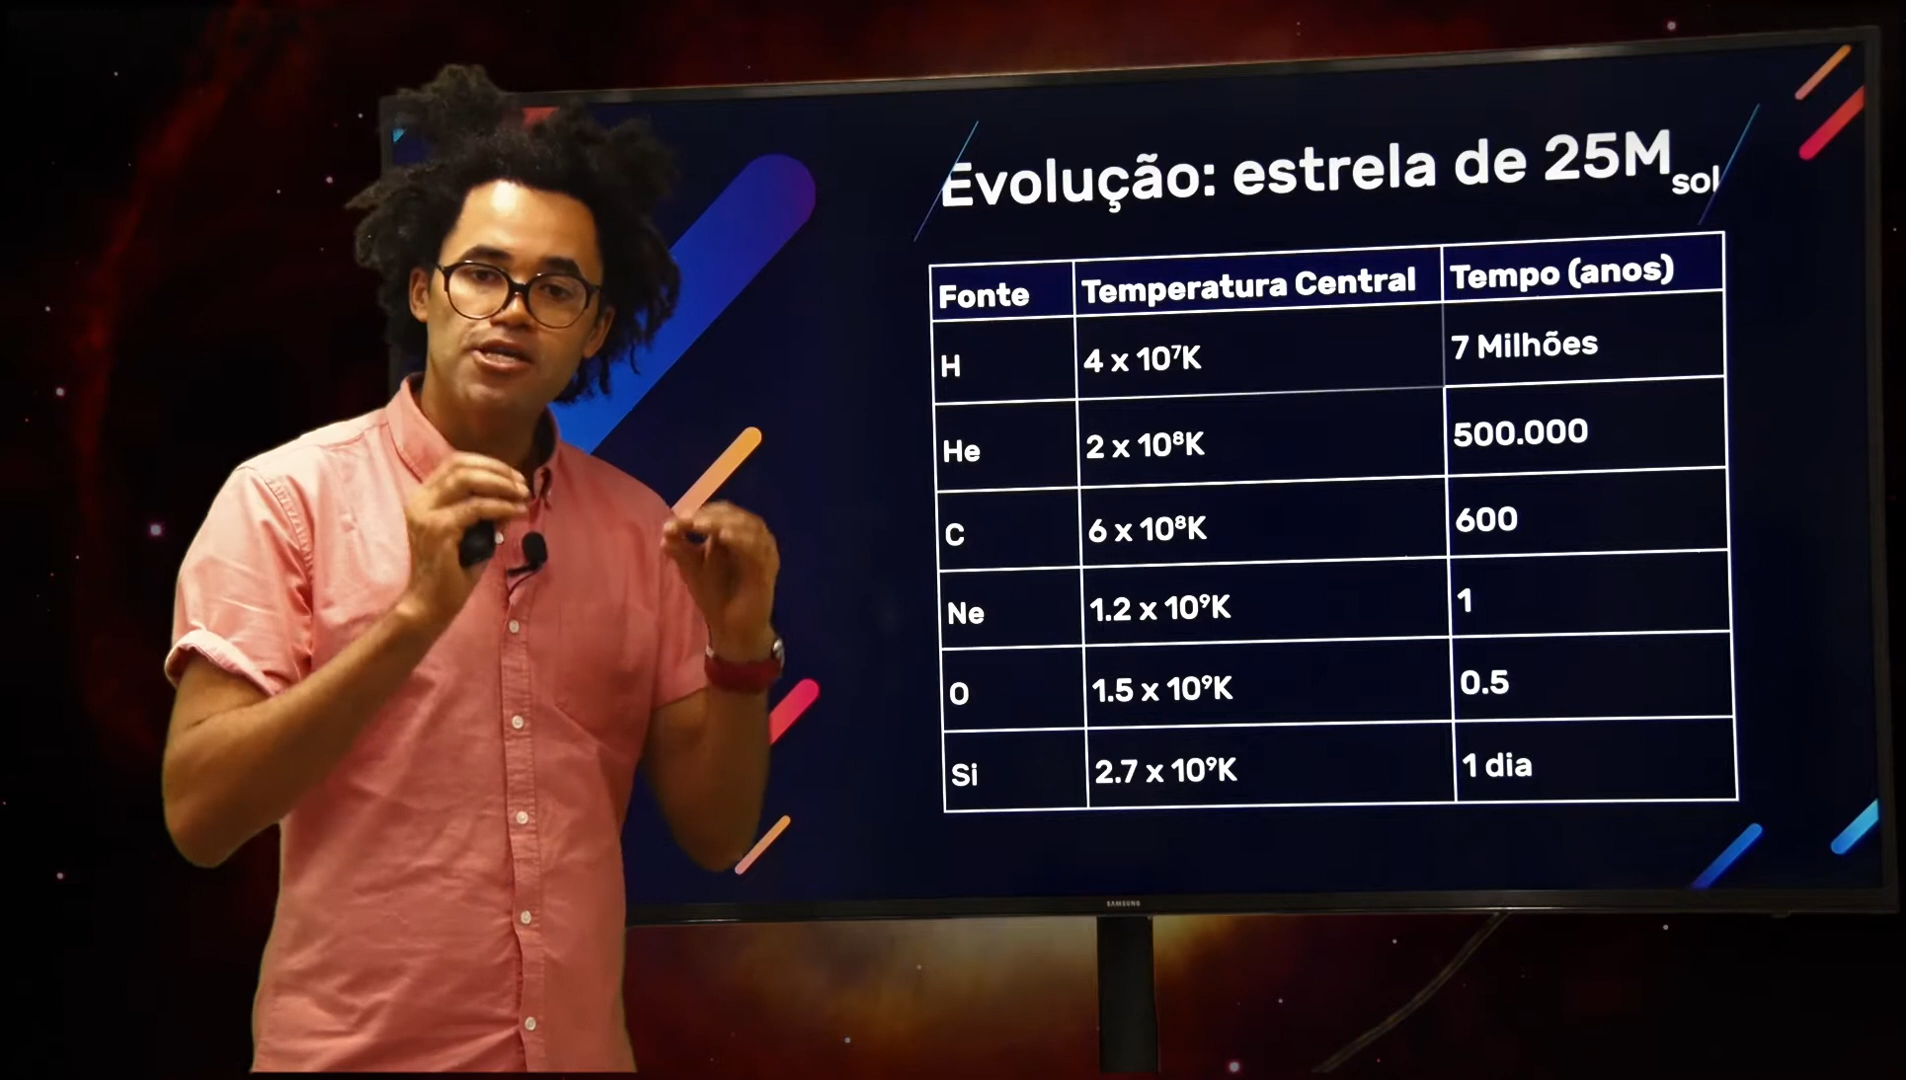 Evolução: estrela de 25Msol
Fonte Temperatura Central Tempo (anos)
H 4 x 10⁷K 7 Milhões
He 2 x 10⁸K 500.000
C 6 x 10⁸K 600
Ne 1.2 x 10⁹K 1
O 1.5 x 10⁹K 0.5
Si 2.7 x 10⁹K 1 dia
SAMSUNG